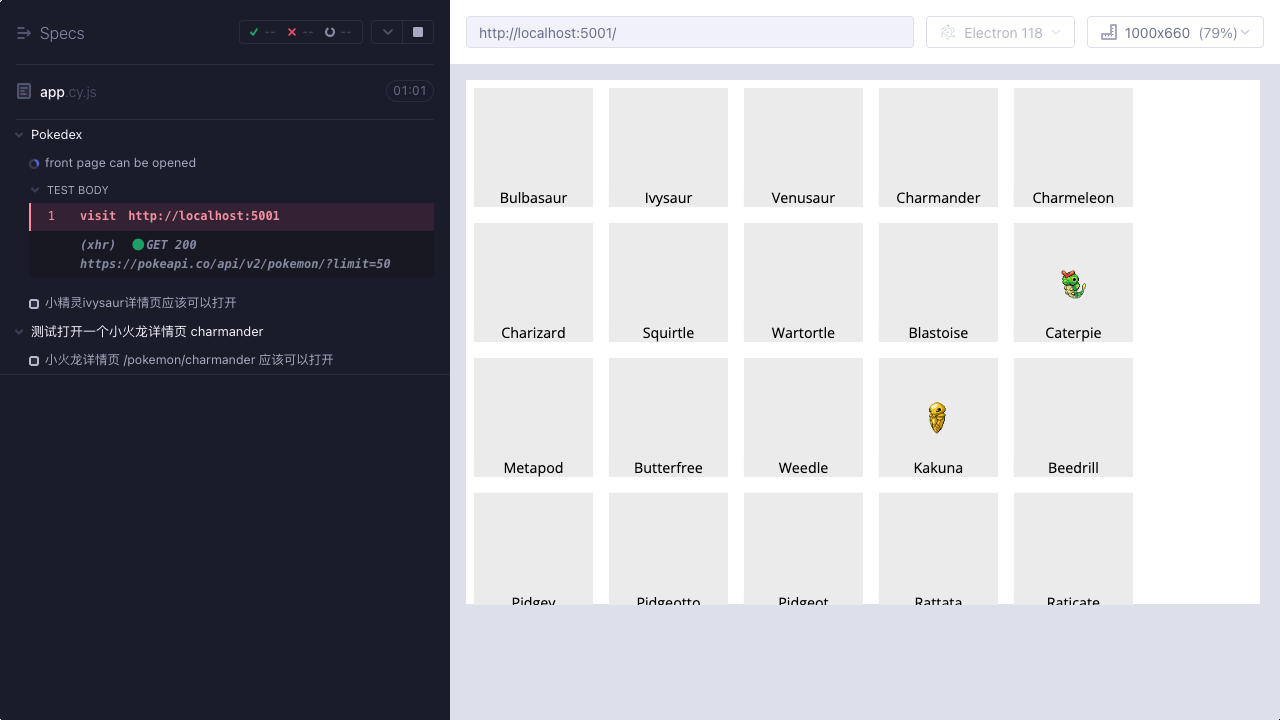 Specs
-- -- --
app.cy.js
01:01
Pokedex
front page can be opened
TEST BODY
1 visit http://localhost:5001
(xhr) GET 200
https://pokeapi.co/api/v2/pokemon/?limit=50
小精灵ivysaur详情页应该可以打开
测试打开一个小火龙详情页 charmander
小火龙详情页 /pokemon/charmander 应该可以打开
http://localhost:5001/
Electron 118
1000x660 (79%)
Bulbasaur Ivysaur Venusaur Charmander Charmeleon
Charizard Squirtle Wartortle Blastoise Caterpie
Metapod Butterfree Weedle Kakuna Beedrill
Pidgey Pidgeotto Pidgeot Rattata Raticate